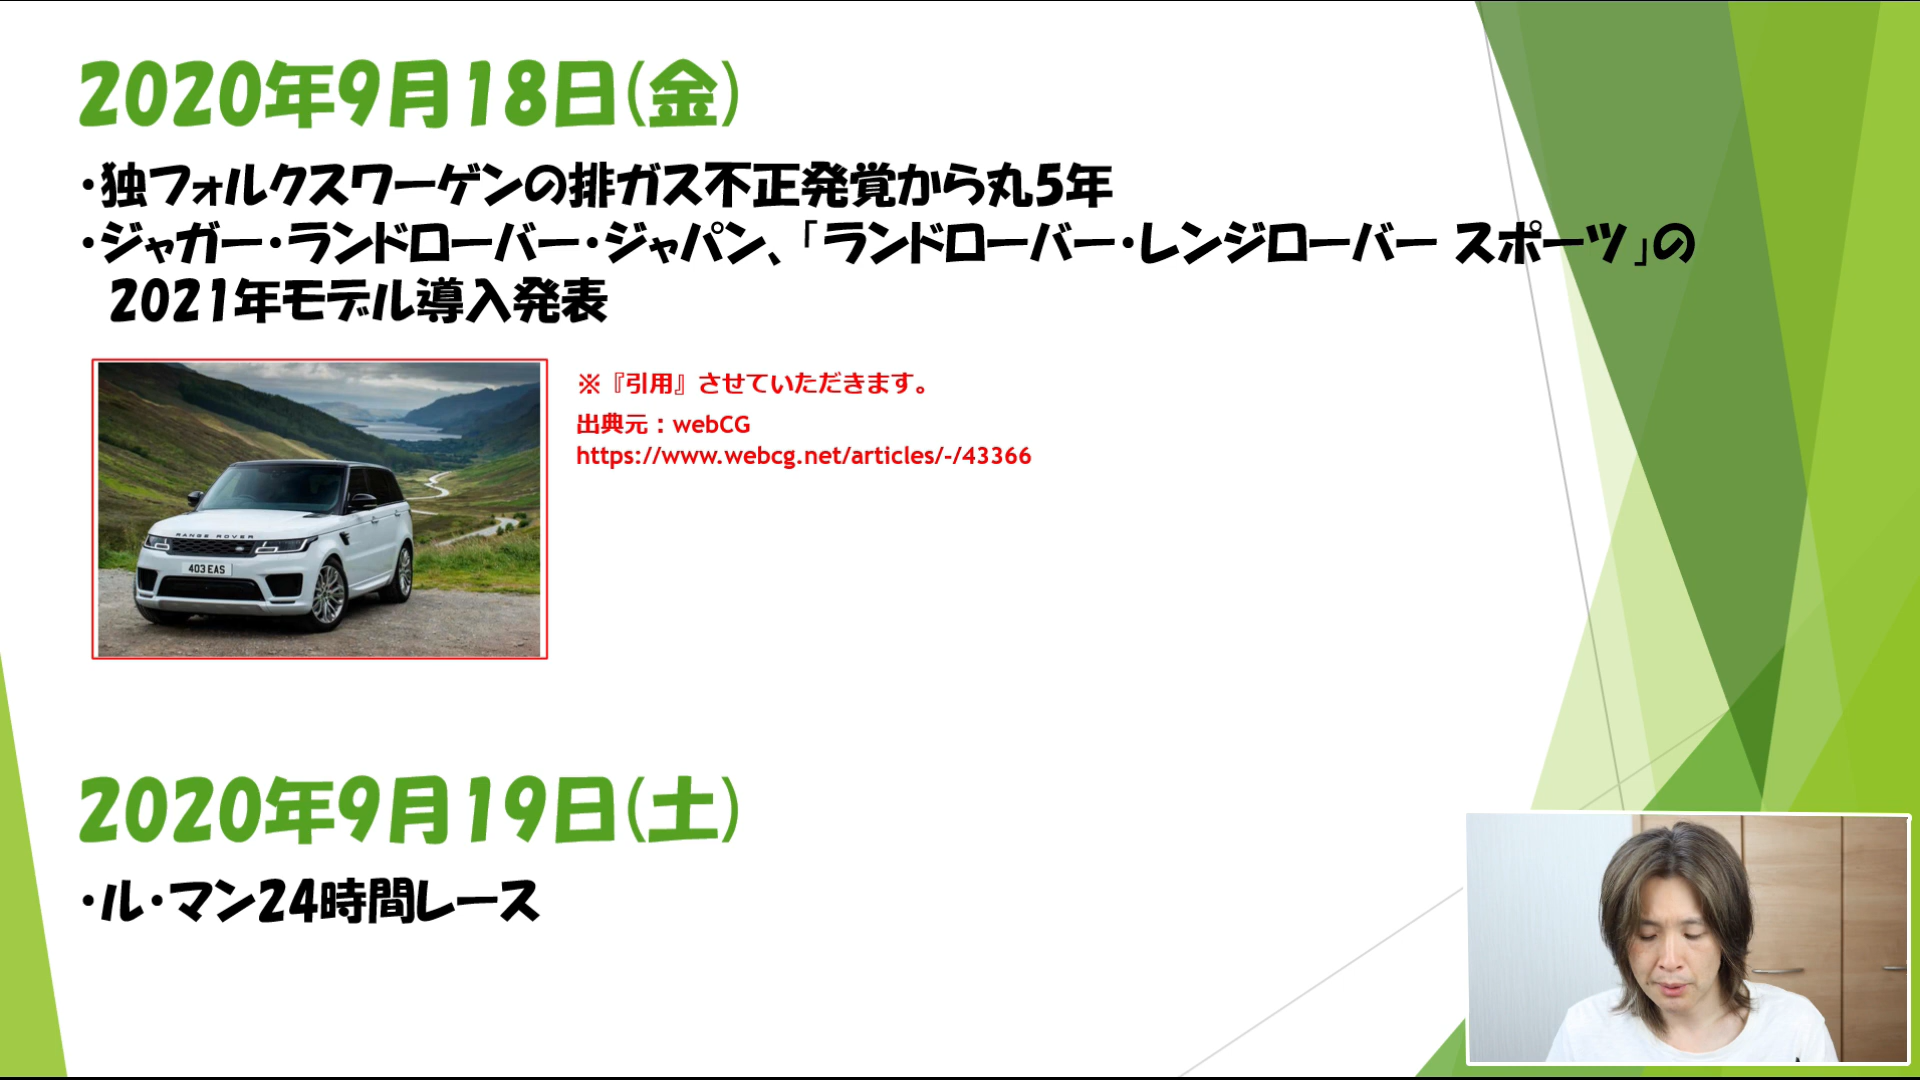 2020年9月18日(金)
・独フォルクスワーゲンの排ガス不正発覚から丸5年
・ジャガー・ランドローバー・ジャパン、「ランドローバー・レンジローバー スポーツ」の
2021年モデル導入発表
※『引用』させていただきます。
出典元：webCG
https://www.webcg.net/articles/-/43366
RANGE ROVER
403 EAS
2020年9月19日(土)
・ル・マン24時間レース